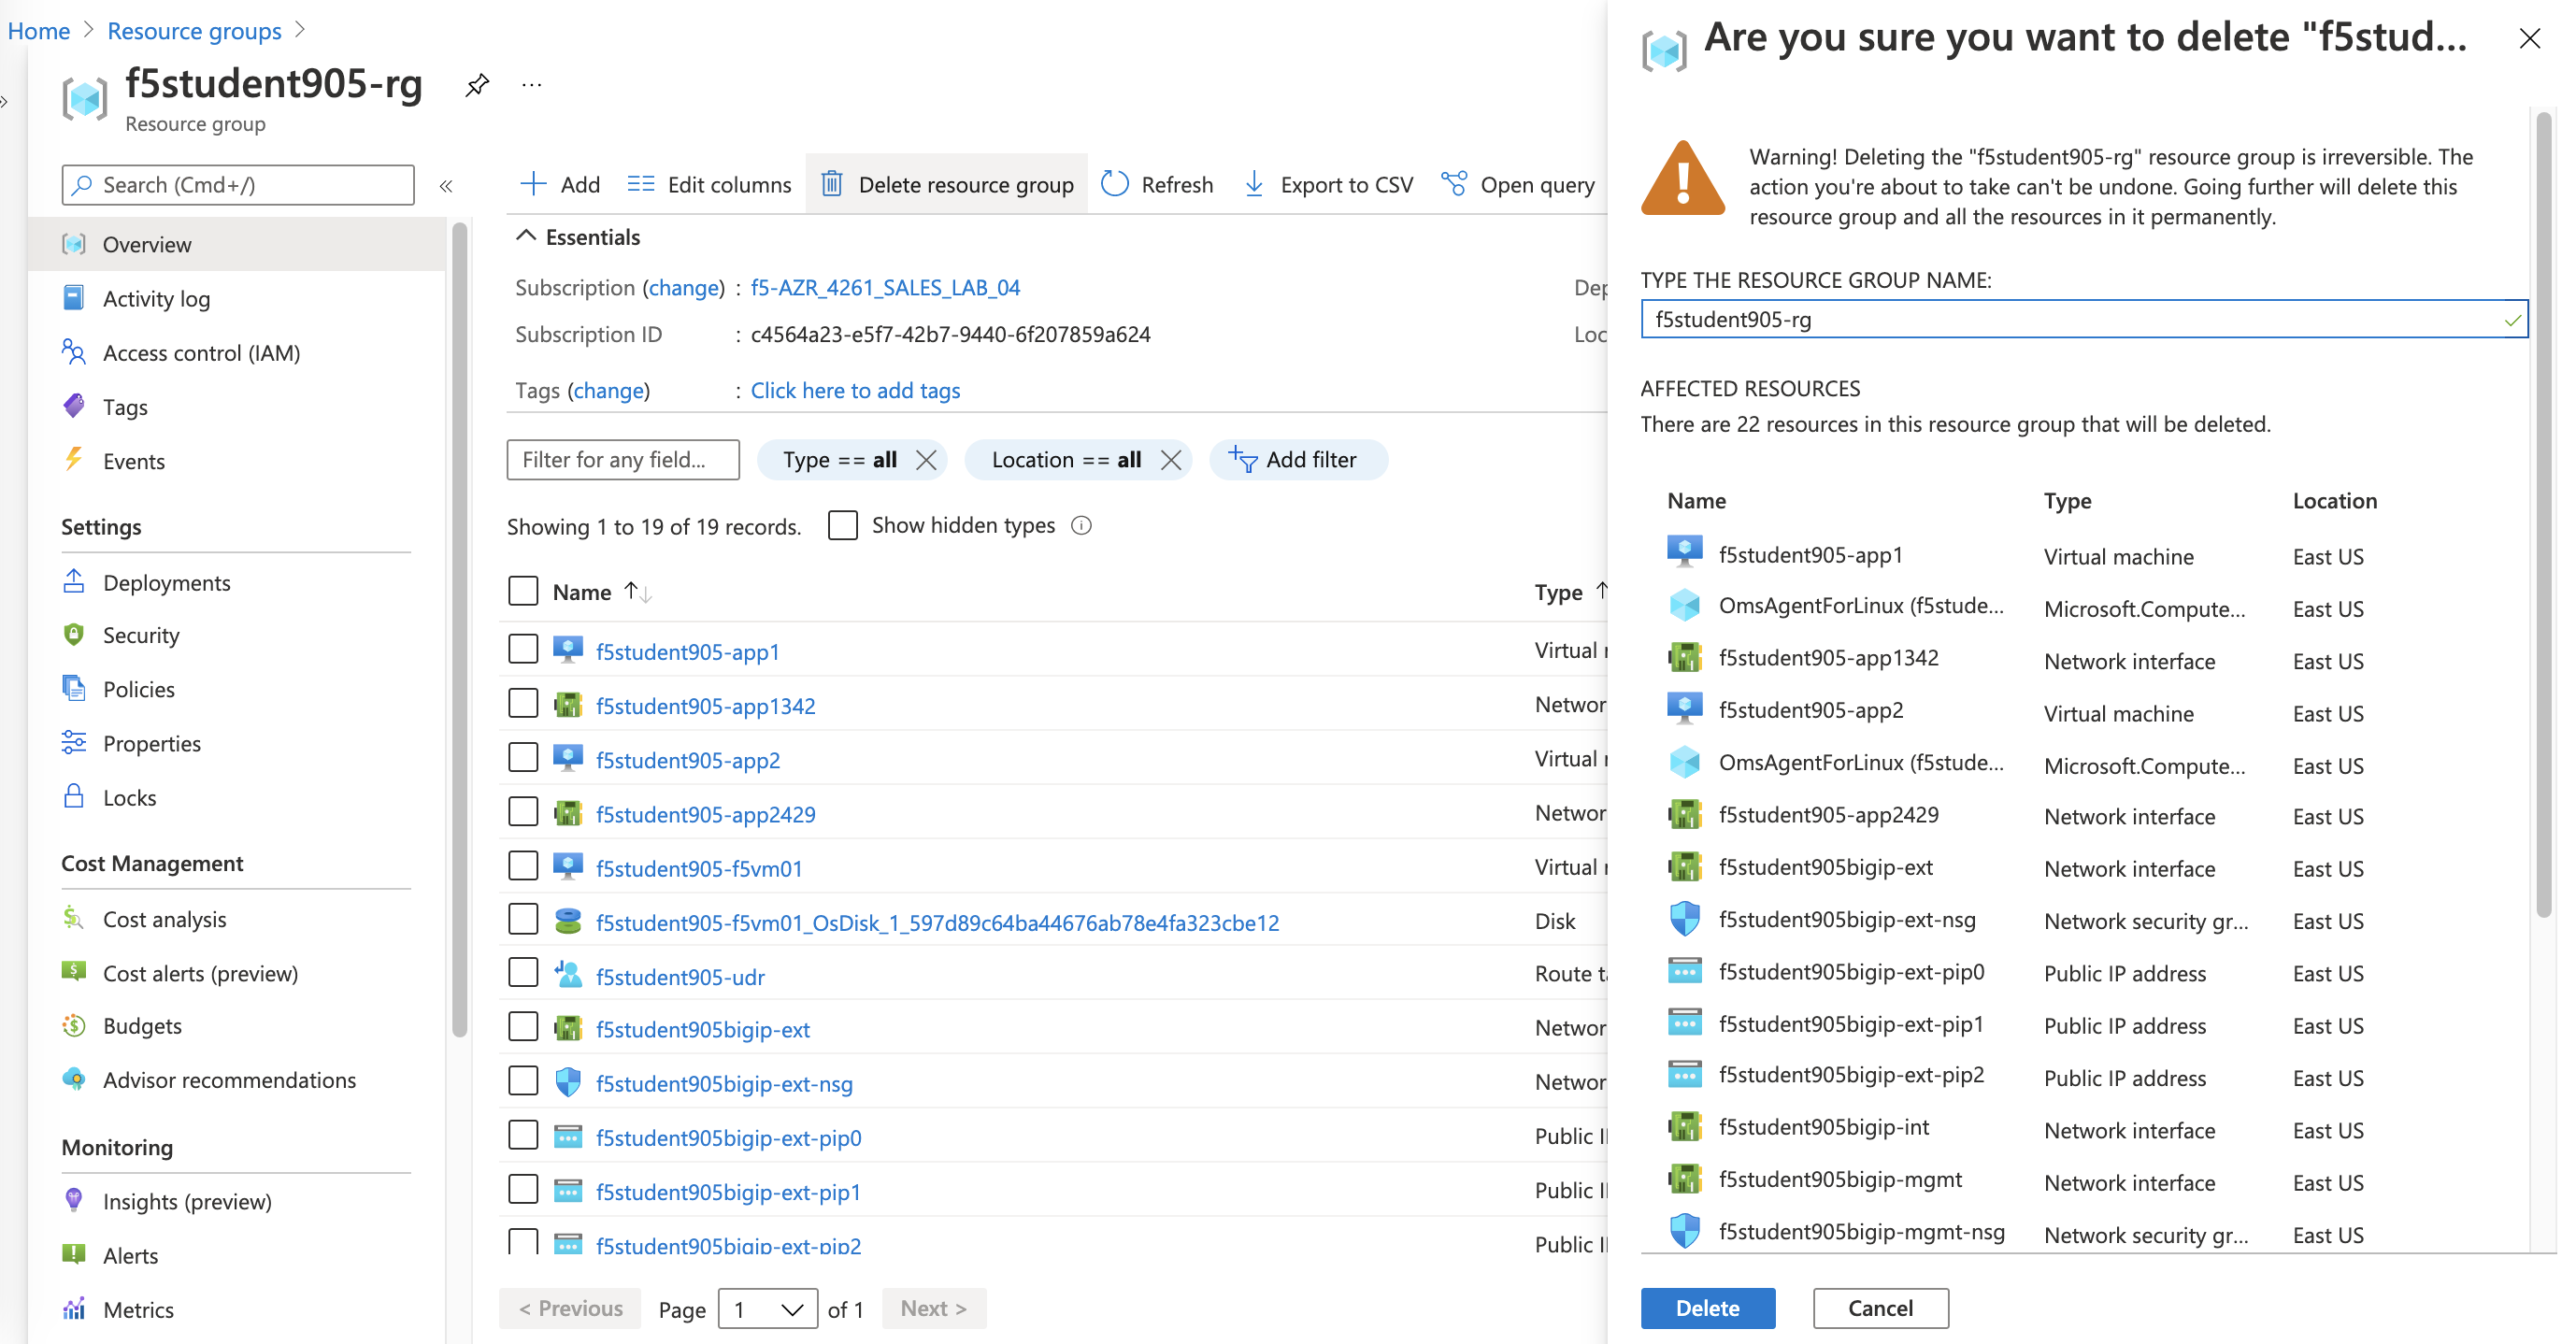 Home > Resource groups >
f5student905-rg
...
Resource group
Search (Cmd+/)
Overview
Activity log
Access control (IAM)
Tags
Events
Settings
Deployments
Security
Policies
Properties
Locks
Cost Management
Cost analysis
Cost alerts (preview)
Budgets
Advisor recommendations
Monitoring
Insights (preview)
Alerts
Metrics
Add Edit columns Delete resource group Refresh Export to CSV Open query
Essentials
Subscription (change) : f5-AZR_4261_SALES_LAB_04
Subscription ID : c4564a23-e5f7-42b7-9440-6f207859a624
Tags (change) : Click here to add tags
Filter for any field... Type == all Location == all Add filter
Showing 1 to 19 of 19 records. Show hidden types
Name Type
f5student905-app1 Virtual
f5student905-app1342 Networ
f5student905-app2 Virtual
f5student905-app2429 Networ
f5student905-f5vm01 Virtual
f5student905-f5vm01_OsDisk_1_597d89c64ba44676ab78e4fa323cbe12 Disk
f5student905-udr Route
f5student905bigip-ext Networ
f5student905bigip-ext-nsg Networ
f5student905bigip-ext-pip0 Public
f5student905bigip-ext-pip1 Public
f5student905bigip-ext-pip2 Public
< Previous Page 1 of 1 Next >
Are you sure you want to delete "f5stud...
Warning! Deleting the "f5student905-rg" resource group is irreversible. The
action you're about to take can't be undone. Going further will delete this
resource group and all the resources in it permanently.
TYPE THE RESOURCE GROUP NAME:
f5student905-rg
AFFECTED RESOURCES
There are 22 resources in this resource group that will be deleted.
Name Type Location
f5student905-app1 Virtual machine East US
OmsAgentForLinux (f5stude... Microsoft.Compute... East US
f5student905-app1342 Network interface East US
f5student905-app2 Virtual machine East US
OmsAgentForLinux (f5stude... Microsoft.Compute... East US
f5student905-app2429 Network interface East US
f5student905bigip-ext Network interface East US
f5student905bigip-ext-nsg Network security gr... East US
f5student905bigip-ext-pip0 Public IP address East US
f5student905bigip-ext-pip1 Public IP address East US
f5student905bigip-ext-pip2 Public IP address East US
f5student905bigip-int Network interface East US
f5student905bigip-mgmt Network interface East US
f5student905bigip-mgmt-nsg Network security gr... East US
Delete Cancel